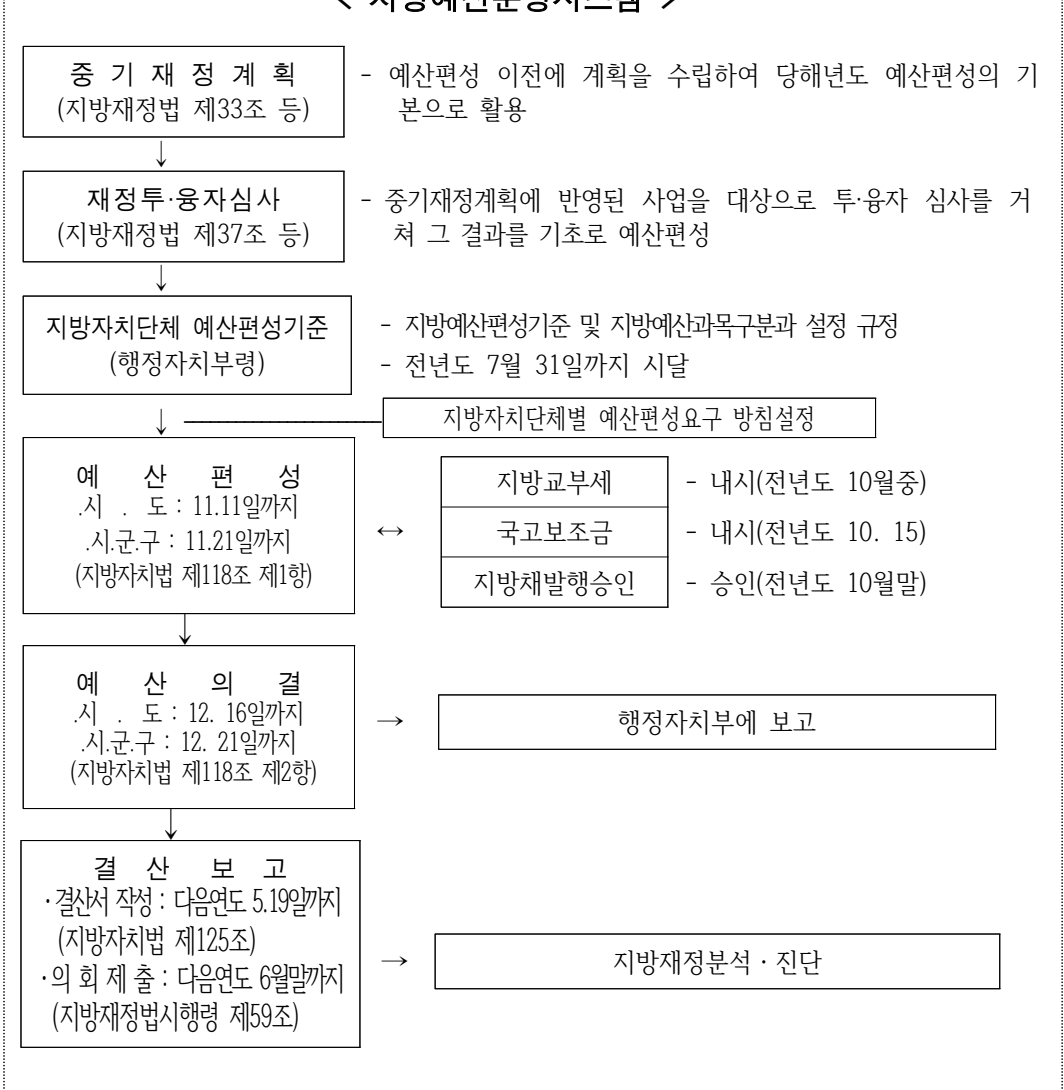 < 지방예산운영시스템 >
중 기 재 정 계 획
(지방재정법 제33조 등)
- 예산편성 이전에 계획을 수립하여 당해년도 예산편성의 기
본으로 활용
재정투·융자심사
(지방재정법 제37조 등)
- 중기재정계획에 반영된 사업을 대상으로 투·융자 심사를 거
쳐 그 결과를 기초로 예산편성
지방자치단체 예산편성기준
(행정자치부령)
- 지방예산편성기준 및 지방예산과목구분과 설정 규정
- 전년도 7월 31일까지 시달
지방자치단체별 예산편성요구 방침설정
예 산 편 성
.시 . 도 : 11.11일까지
.시.군.구 : 11.21일까지
(지방자치법 제118조 제1항)
↔
지방교부세 - 내시(전년도 10월중)
국고보조금 - 내시(전년도 10. 15)
지방채발행승인 - 승인(전년도 10월말)
예 산 의 결
.시 . 도 : 12. 16일까지
.시.군.구 : 12. 21일까지
(지방자치법 제118조 제2항)
→
행정자치부에 보고
결 산 보 고
·결산서 작성 : 다음연도 5.19일까지
(지방자치법 제125조)
·의 회 제 출 : 다음연도 6월말까지
(지방재정법시행령 제59조)
→
지방재정분석 · 진단